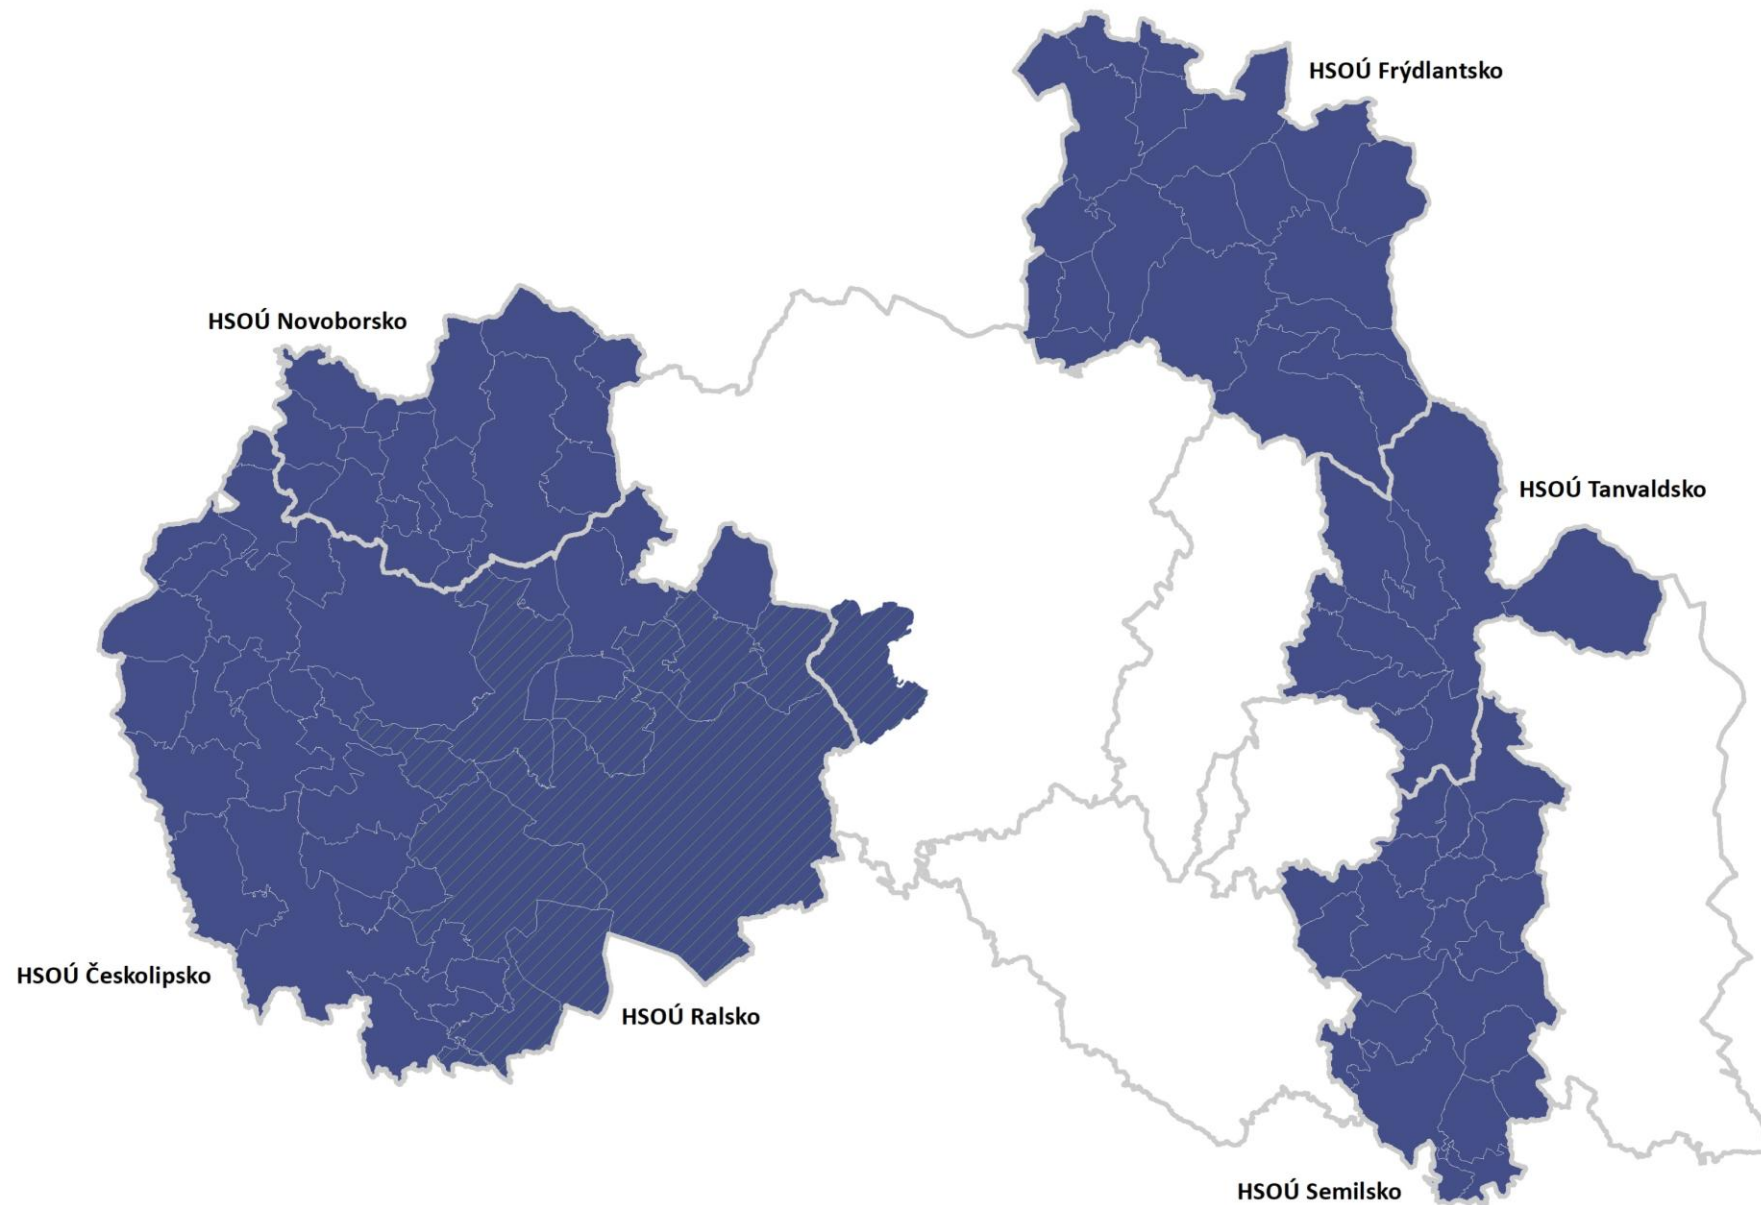 HSOÚ Frýdlantsko
HSOÚ Novoborsko
HSOÚ Tanvaldsko
HSOÚ Českolipsko
HSOÚ Ralsko
HSOÚ Semilsko